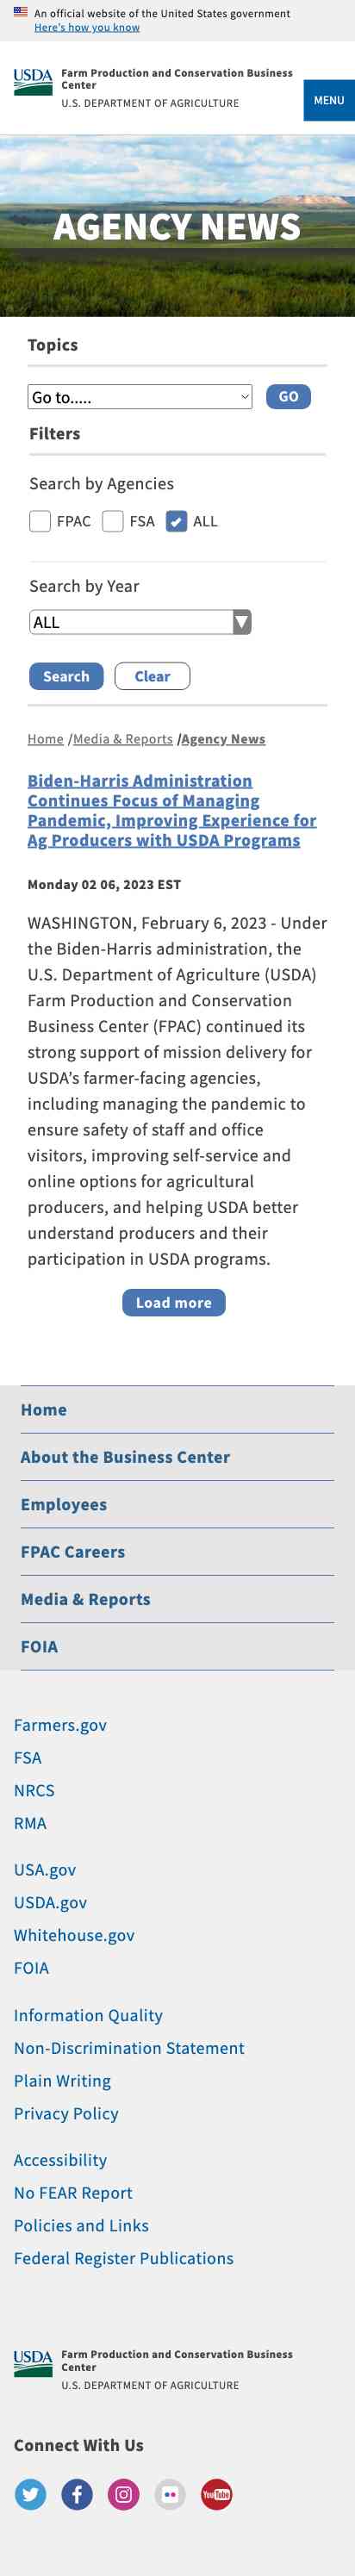 An official website of the United States government
Here's how you know
USDA
Farm Production and Conservation Business
Center
U.S. DEPARTMENT OF AGRICULTURE
MENU
AGENCY NEWS
Topics
Go to.....
GO
Filters
Search by Agencies
FPAC FSA ALL
Search by Year
ALL
Search Clear
Home /Media & Reports /Agency News
Biden-Harris Administration
Continues Focus of Managing
Pandemic, Improving Experience for
Ag Producers with USDA Programs
Monday 02 06, 2023 EST
WASHINGTON, February 6, 2023 - Under
the Biden-Harris administration, the
U.S. Department of Agriculture (USDA)
Farm Production and Conservation
Business Center (FPAC) continued its
strong support of mission delivery for
USDA’s farmer-facing agencies,
including managing the pandemic to
ensure safety of staff and office
visitors, improving self-service and
online options for agricultural
producers, and helping USDA better
understand producers and their
participation in USDA programs.
Load more
Home
About the Business Center
Employees
FPAC Careers
Media & Reports
FOIA
Farmers.gov
FSA
NRCS
RMA
USA.gov
USDA.gov
Whitehouse.gov
FOIA
Information Quality
Non-Discrimination Statement
Plain Writing
Privacy Policy
Accessibility
No FEAR Report
Policies and Links
Federal Register Publications
USDA
Farm Production and Conservation Business
Center
U.S. DEPARTMENT OF AGRICULTURE
Connect With Us
YouTube